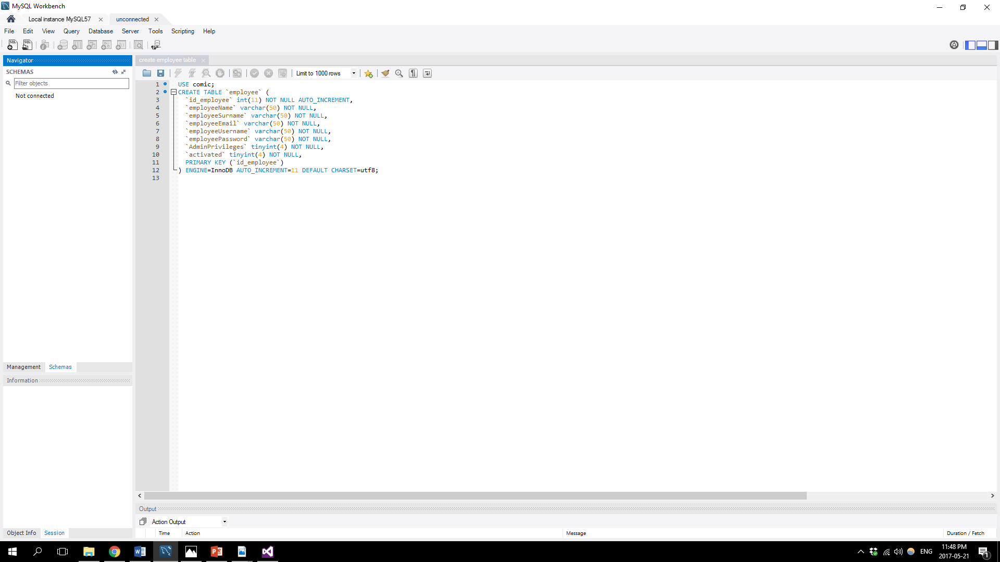 MySQL Workbench
Local instance MySQL57
unconnected
File Edit View Query Database Server Tools Scripting Help
Navigator
create employee table
SCHEMAS
Limit to 1000 rows
Filter objects
Not connected
1 USE comic;
2 CREATE TABLE `employee` (
3 `id_employee` int(11) NOT NULL AUTO_INCREMENT,
4 `employeeName` varchar(50) NOT NULL,
5 `employeeSurname` varchar(50) NOT NULL,
6 `employeeEmail` varchar(50) NOT NULL,
7 `employeeUsername` varchar(50) NOT NULL,
8 `employeePassword` varchar(50) NOT NULL,
9 `AdminPrivileges` tinyint(4) NOT NULL,
10 `activated` tinyint(4) NOT NULL,
11 PRIMARY KEY (`id_employee`)
12 ) ENGINE=InnoDB AUTO_INCREMENT=11 DEFAULT CHARSET=utf8;
13
Management Schemas
Information
Output
Action Output
Object Info Session
Time Action Message Duration / Fetch
ENG
11:48 PM
2017-05-21
1